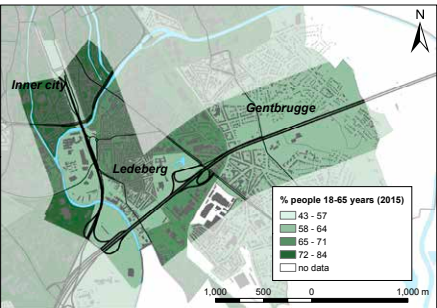 N
Inner city
Gentbrugge
Ledeberg
% people 18-65 years (2015)
43 - 57
58 - 64
65 - 71
72 - 84
no data
1,000 500 0 1,000 m